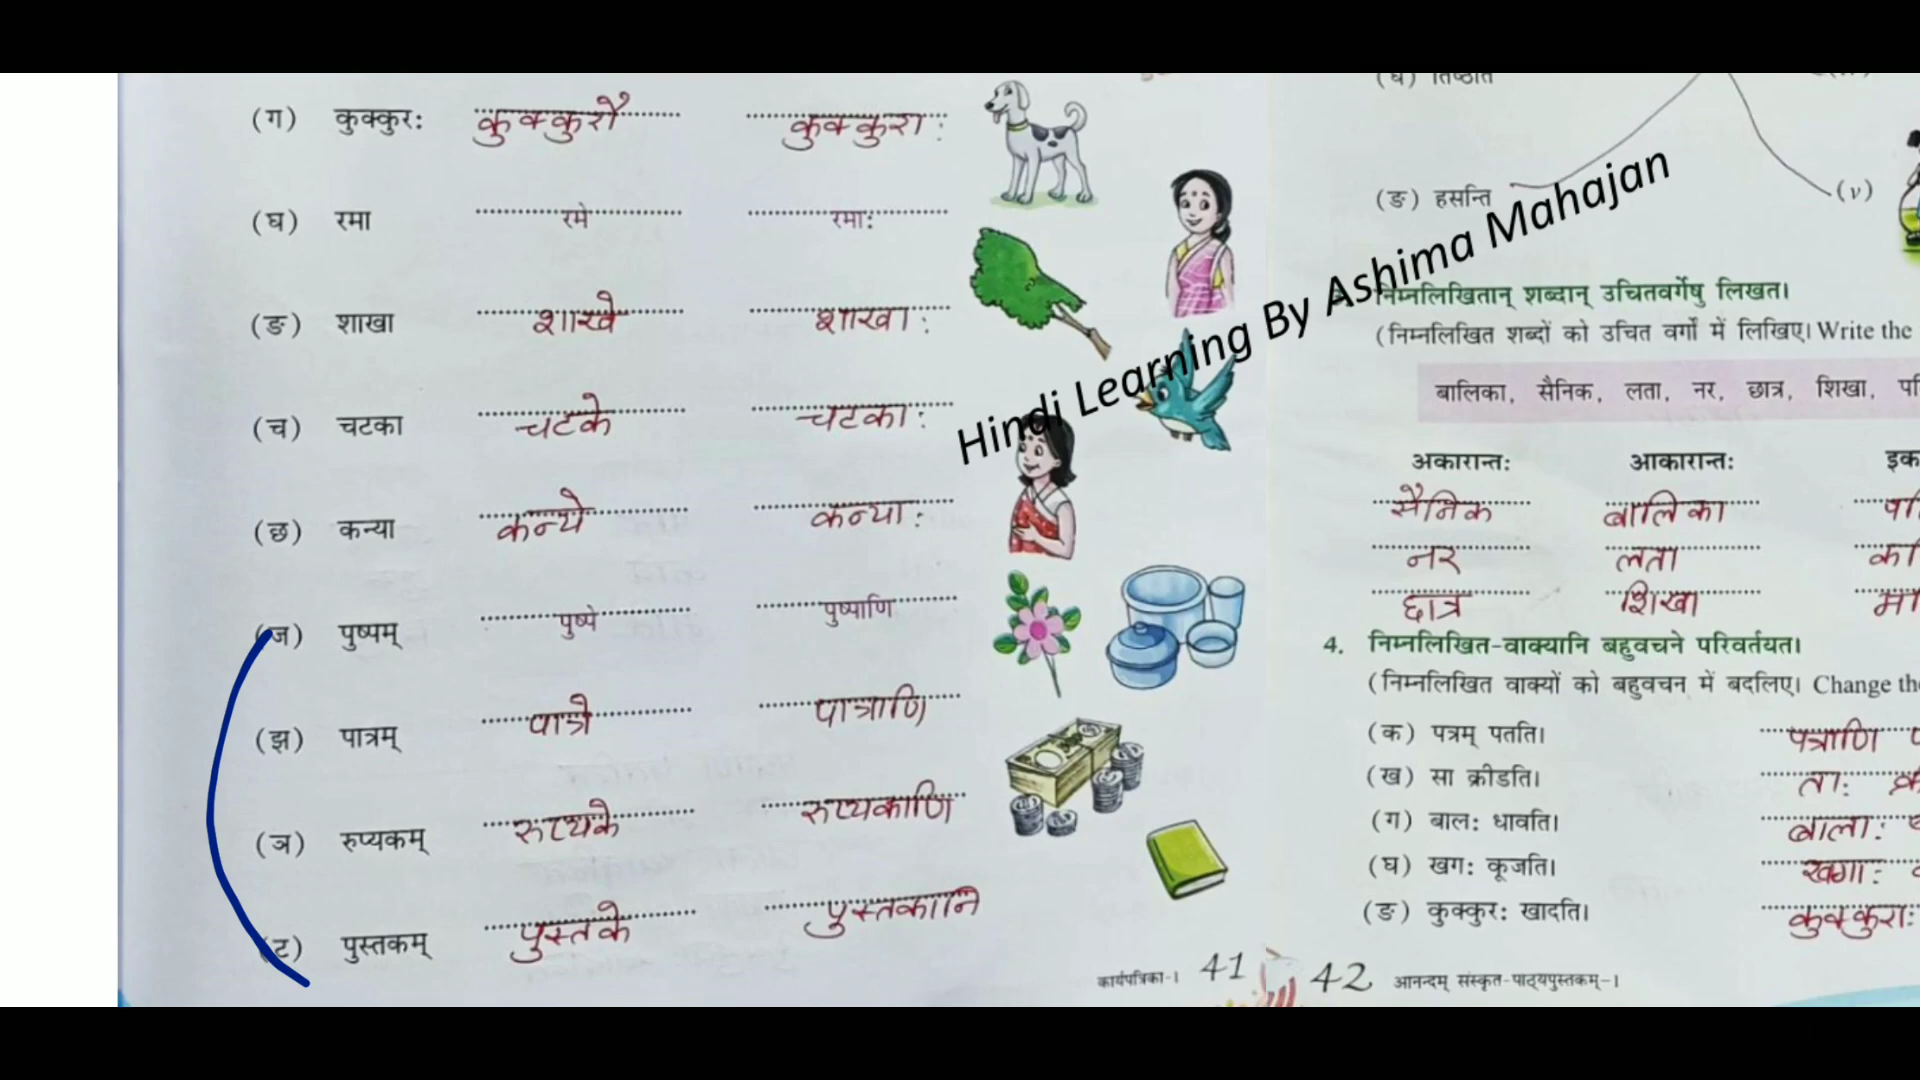 (ग) कुक्कुरः कुक्कुरौ कुक्कुराः
(घ) रमा रमे रमाः
(ङ) शाखा शाखे शाखाः
(च) चटका चटके चटकाः
(छ) कन्या कन्ये कन्याः
(ज) पुष्पम् पुष्पे पुष्पाणि
(झ) पात्रम् पात्रे पात्राणि
(ञ) रुप्यकम् रुप्यके रुप्यकाणि
(ट) पुस्तकम् पुस्तके पुस्तकानि
कार्यपत्रिका-1 41
Hindi Learning By Ashima Mahajan
(ङ) हसन्ति (v)
निम्नलिखितान् शब्दान् उचितवर्गेषु लिखत।
(निम्नलिखित शब्दों को उचित वर्गों में लिखिए। Write the
बालिका, सैनिक, लता, नर, छात्र, शिखा,
अकारान्तः आकारान्तः
सैनिक बालिका
नर लता
छात्र शिखा
4. निम्नलिखित-वाक्यानि बहुवचने परिवर्तयत।
(निम्नलिखित वाक्यों को बहुवचन में बदलिए। Change the
(क) पत्रम् पतति। पत्राणि
(ख) सा क्रीडति। ताः
(ग) बालः धावति। बालाः
(घ) खगः कूजति। खगाः
(ङ) कुक्कुरः खादति। कुक्कुराः
42 आनन्दम् संस्कृत-पाठ्यपुस्तकम्-1